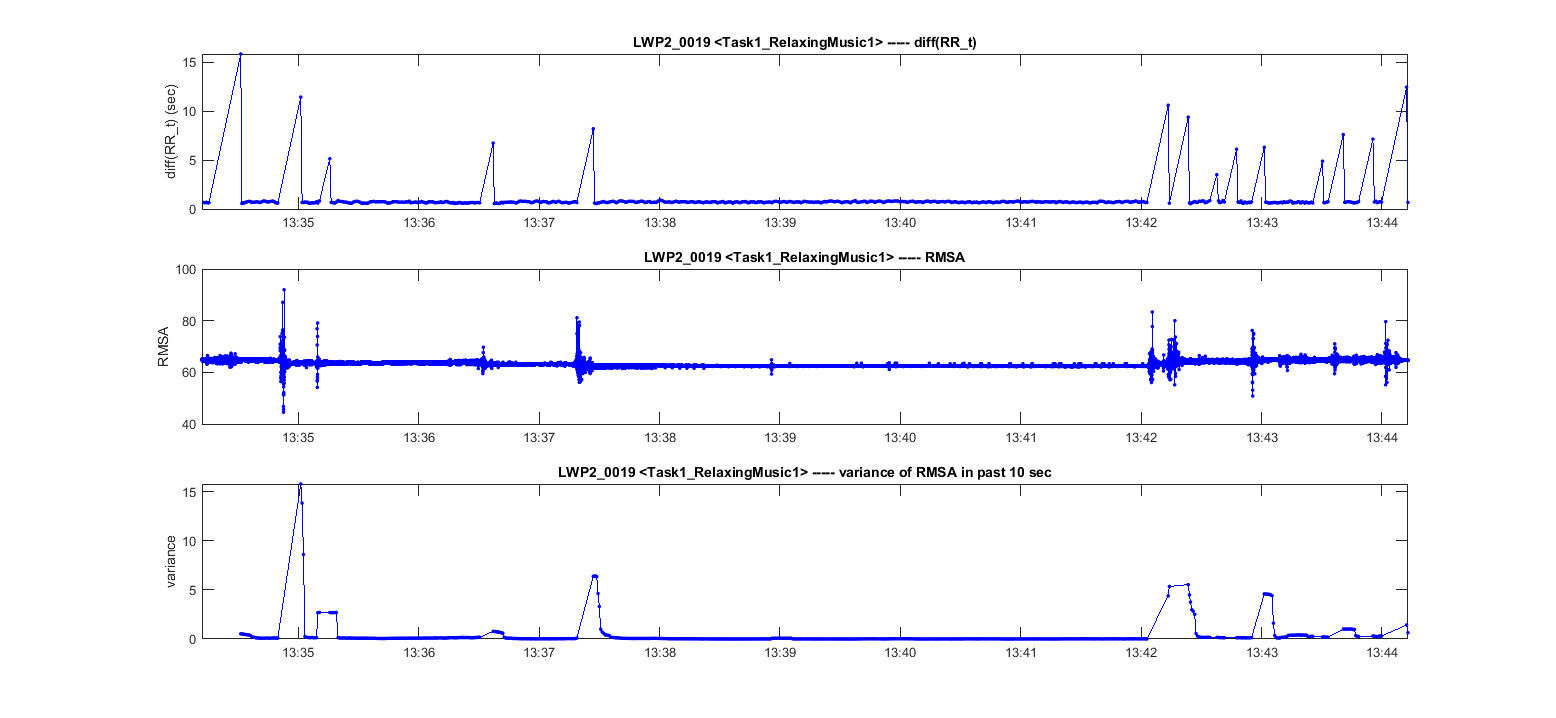 LWP2_0019 <Task1_RelaxingMusic1> ----- diff(RR_t)
diff(RR_t) (sec)
15
10
5
0
13:35 13:36 13:37 13:38 13:39 13:40 13:41 13:42 13:43 13:44
LWP2_0019 <Task1_RelaxingMusic1> ----- RMSA
RMSA
100
80
60
40
13:35 13:36 13:37 13:38 13:39 13:40 13:41 13:42 13:43 13:44
LWP2_0019 <Task1_RelaxingMusic1> ----- variance of RMSA in past 10 sec
variance
15
10
5
0
13:35 13:36 13:37 13:38 13:39 13:40 13:41 13:42 13:43 13:44